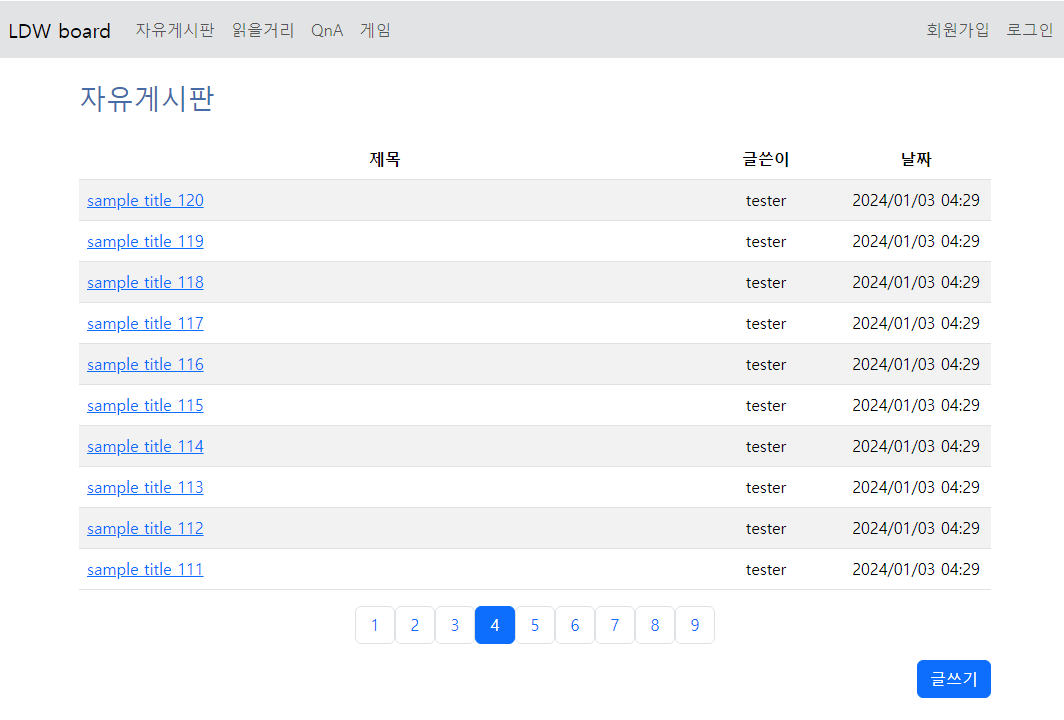 LDW board 자유게시판 읽을거리 QnA 게임 회원가입 로그인
자유게시판
제목 글쓴이 날짜
sample title 120 tester 2024/01/03 04:29
sample title 119 tester 2024/01/03 04:29
sample title 118 tester 2024/01/03 04:29
sample title 117 tester 2024/01/03 04:29
sample title 116 tester 2024/01/03 04:29
sample title 115 tester 2024/01/03 04:29
sample title 114 tester 2024/01/03 04:29
sample title 113 tester 2024/01/03 04:29
sample title 112 tester 2024/01/03 04:29
sample title 111 tester 2024/01/03 04:29
1 2 3 4 5 6 7 8 9
글쓰기